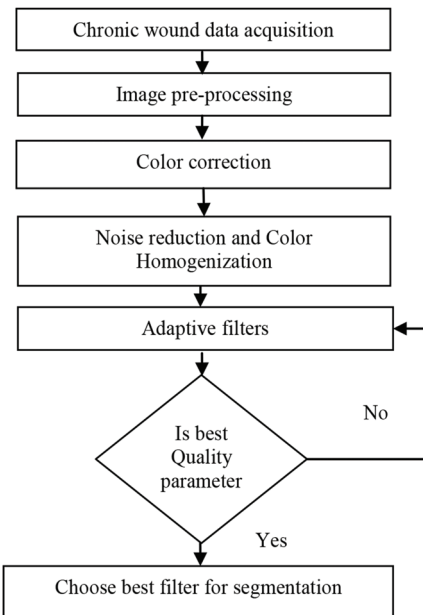 Chronic wound data acquisition
Image pre-processing
Color correction
Noise reduction and Color
Homogenization
Adaptive filters
No
Is best
Quality
parameter
Yes
Choose best filter for segmentation